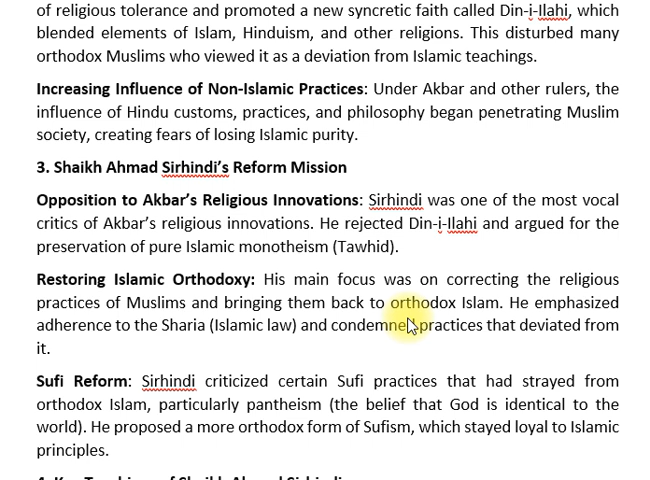 of religious tolerance and promoted a new syncretic faith called Din-i-Ilahi, which
blended elements of Islam, Hinduism, and other religions. This disturbed many
orthodox Muslims who viewed it as a deviation from Islamic teachings.
Increasing Influence of Non-Islamic Practices: Under Akbar and other rulers, the
influence of Hindu customs, practices, and philosophy began penetrating Muslim
society, creating fears of losing Islamic purity.
3. Shaikh Ahmad Sirhindi's Reform Mission
Opposition to Akbar's Religious Innovations: Sirhindi was one of the most vocal
critics of Akbar's religious innovations. He rejected Din-i-Ilahi and argued for the
preservation of pure Islamic monotheism (Tawhid).
Restoring Islamic Orthodoxy: His main focus was on correcting the religious
practices of Muslims and bringing them back to orthodox Islam. He emphasized
adherence to the Sharia (Islamic law) and condemned practices that deviated from
it.
Sufi Reform: Sirhindi criticized certain Sufi practices that had strayed from
orthodox Islam, particularly pantheism (the belief that God is identical to the
world). He proposed a more orthodox form of Sufism, which stayed loyal to Islamic
principles.
4. Key Teachings of Shaikh Ahmad Sirhindi